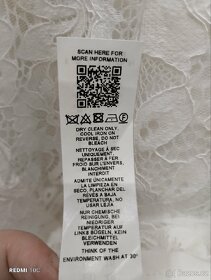 SCAN HERE FOR
MORE INFORMATION
DRY CLEAN ONLY,
COOL IRON ON
REVERSE, DO NOT
BLEACH
NETTOYAGE À SEC
UNIQUEMENT
REPASSER À FER
FROID SUR L'ENVERS,
BLANCHIMENT
INTERDIT
ADMITE ÚNICAMENTE
LA LIMPIEZA EN
SECO, PLANCHAR
DEL REVÉS A BAJA
TEMPERATURA, NO
USAR LEJÍA
NUR CHEMISCHE
REINIGUNG, BEI
NIEDRIGER
TEMPERATUR AUF
LINKS BÜGELN, KEIN
BLEICHMITTEL
VERWENDEN
THINK OF THE
ENVIRONMENT WASH AT 30°
REDMI 10C